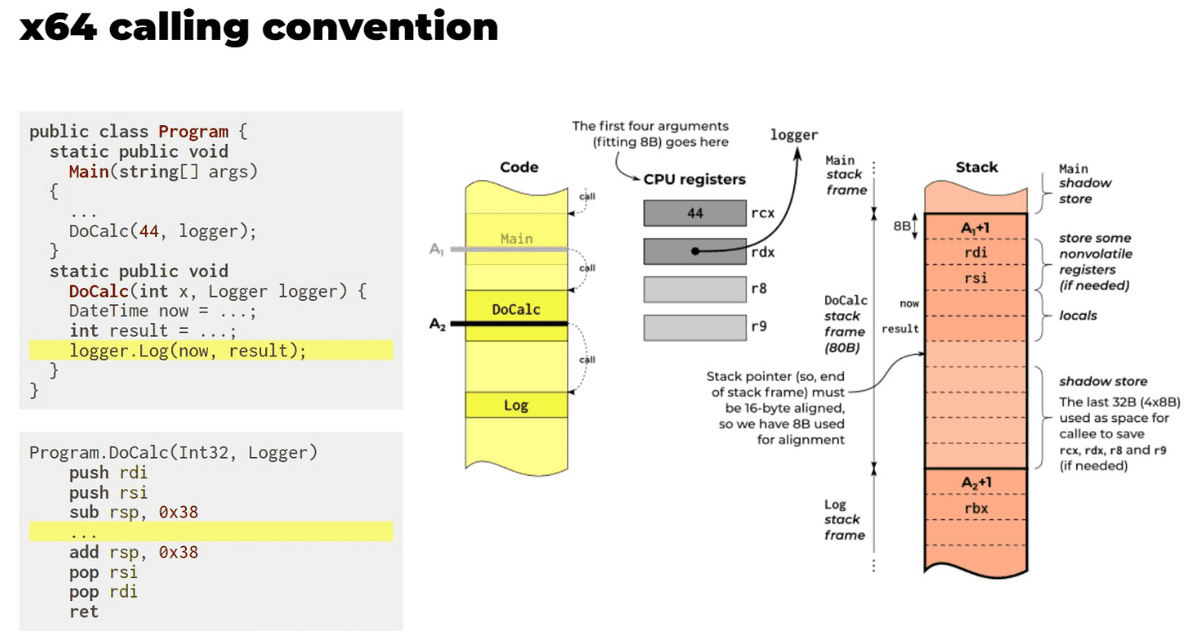 x64 calling convention
public class Program {
static public void
Main(string[] args)
{
...
DoCalc(44, logger);
}
static public void
DoCalc(int x, Logger logger) {
DateTime now = ...;
int result = ...;
logger.Log(now, result);
}
}
Program.DoCalc(Int32, Logger)
push rdi
push rsi
sub rsp, 0x38
...
add rsp, 0x38
pop rsi
pop rdi
ret
Code
call
Main
A₁
call
DoCalc
A₂
call
Log
The first four arguments
(fitting 8B) goes here
CPU registers
logger
44
rcx
rdx
r8
r9
Stack pointer (so, end
of stack frame) must
be 16-byte aligned,
so we have 8B used
for alignment
Main
stack
frame
DoCalc
stack
frame
(80B)
Log
stack
frame
Stack
8B
A₁+1
rdi
rsi
now
result
A₂+1
rbx
Main
shadow
store
store some
nonvolatile
registers
(if needed)
locals
shadow store
The last 32B (4x8B)
used as space for
callee to save
rcx, rdx, r8 and r9
(if needed)